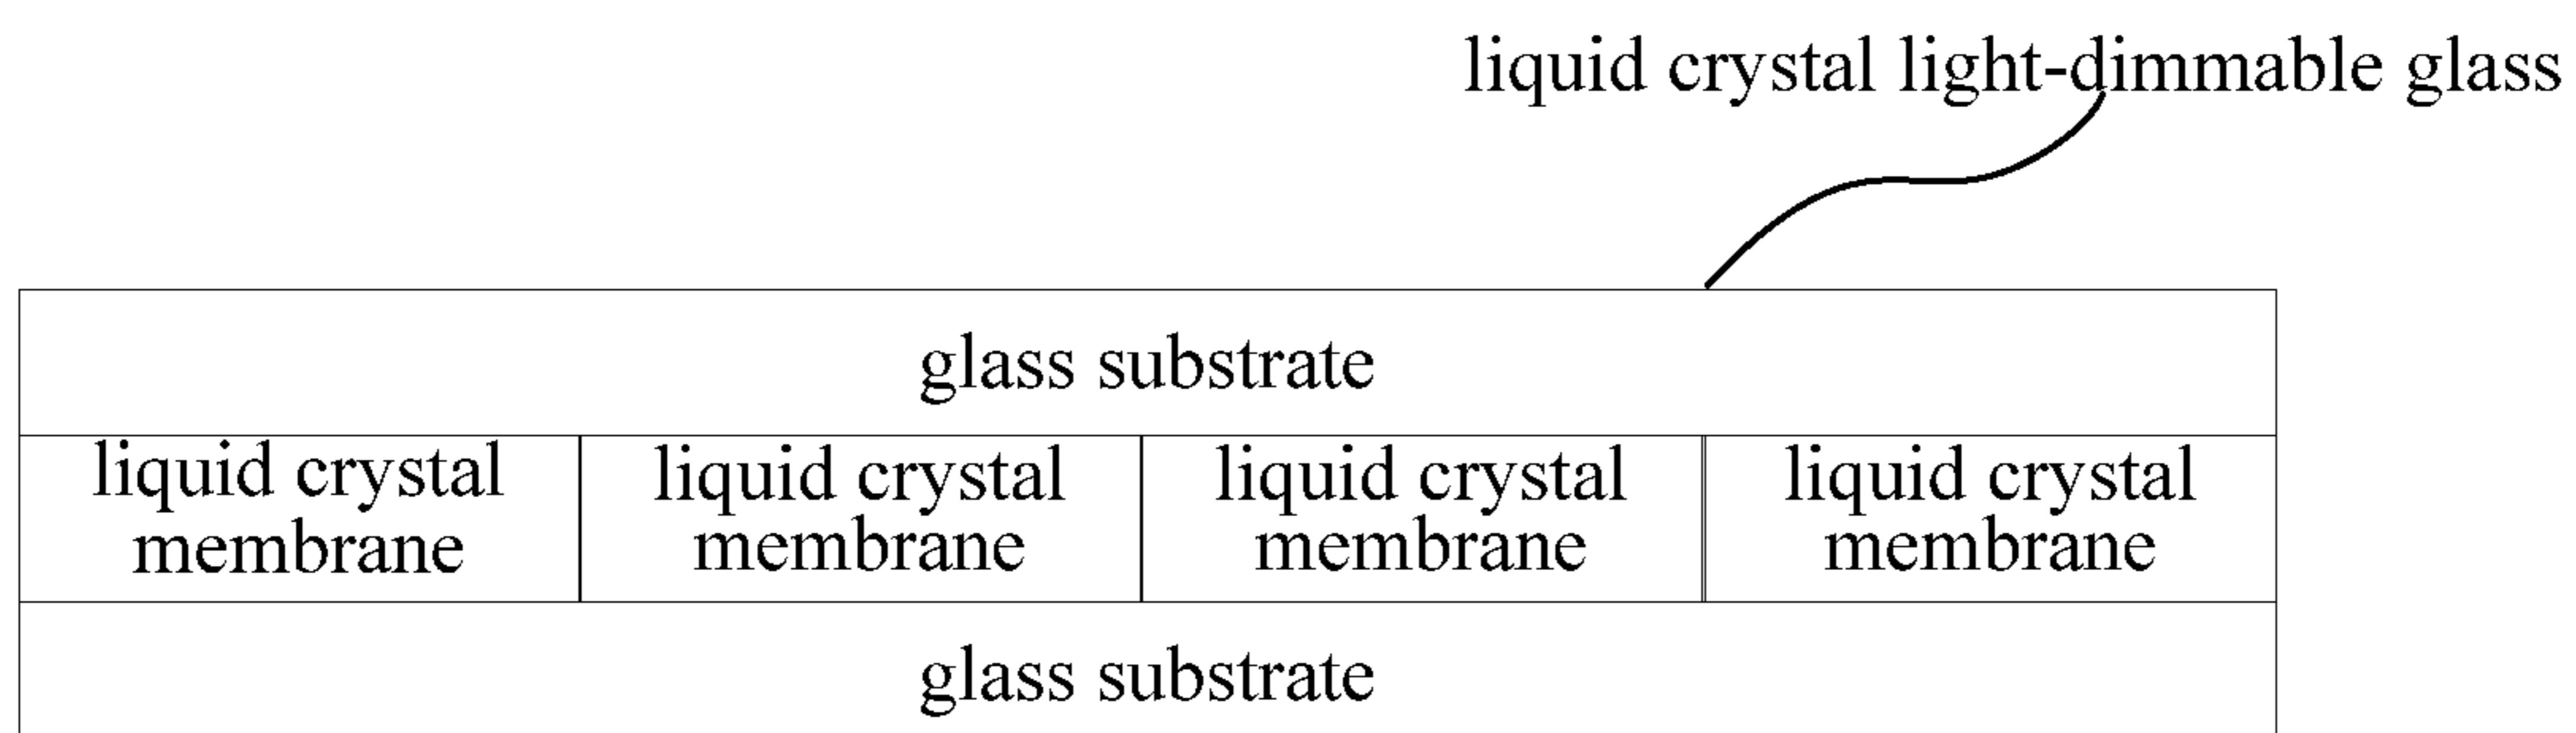 liquid crystal light-dimmable glass
glass substrate
liquid crystal
membrane
liquid crystal
membrane
liquid crystal
membrane
liquid crystal
membrane
glass substrate